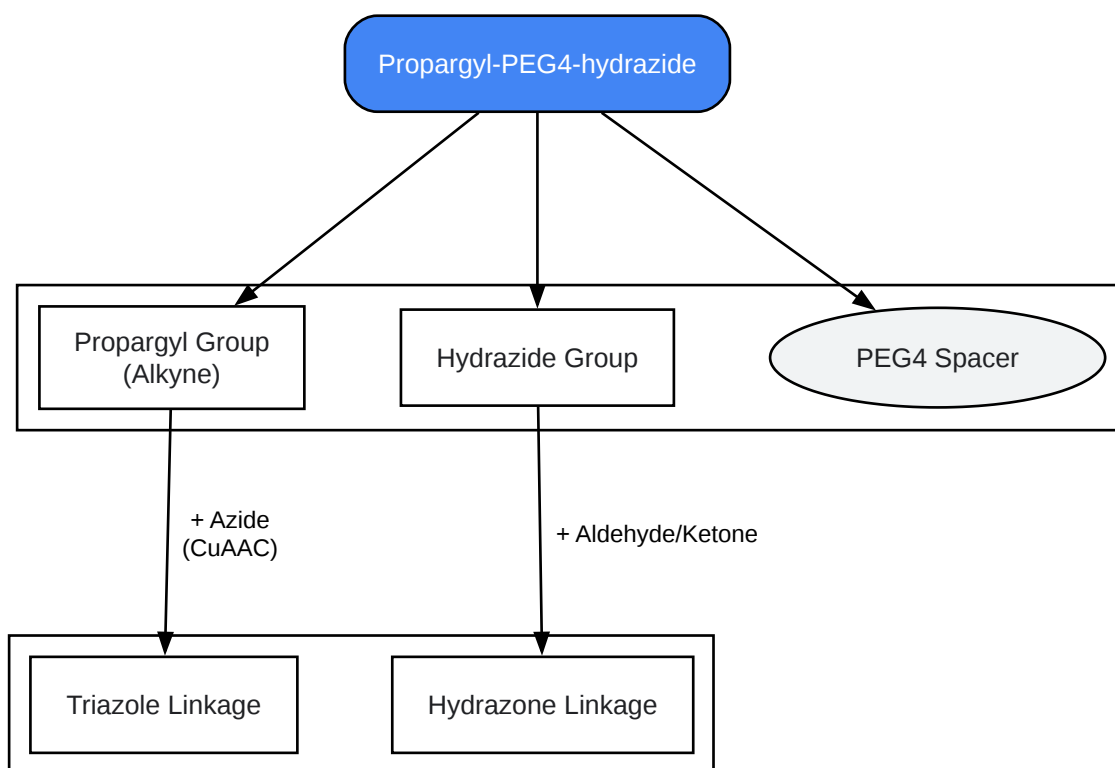 Propargyl-PEG4-hydrazide
Propargyl Group
(Alkyne)
Hydrazide Group
PEG4 Spacer
+ Azide
(CuAAC)
+ Aldehyde/Ketone
Triazole Linkage
Hydrazone Linkage